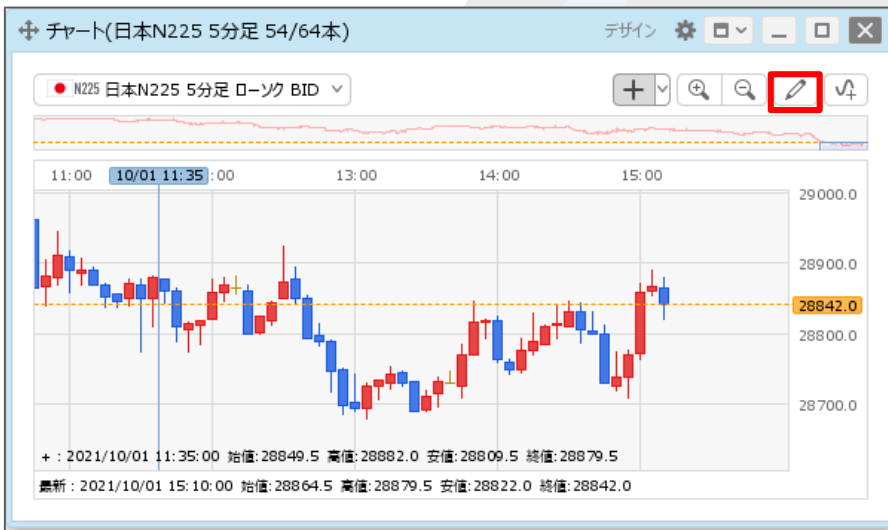 チャート(日本N225 5分足 54/64本)
デザイン
N225 日本N225 5分足 ローソク BID
11:00 10/01 11:35 :00 13:00 14:00 15:00
29000.0
28900.0
28842.0
28800.0
28700.0
+ : 2021/10/01 11:35:00 始値:28849.5 高値:28882.0 安値:28809.5 終値:28879.5
最新 : 2021/10/01 15:10:00 始値:28864.5 高値:28879.5 安値:28822.0 終値:28842.0